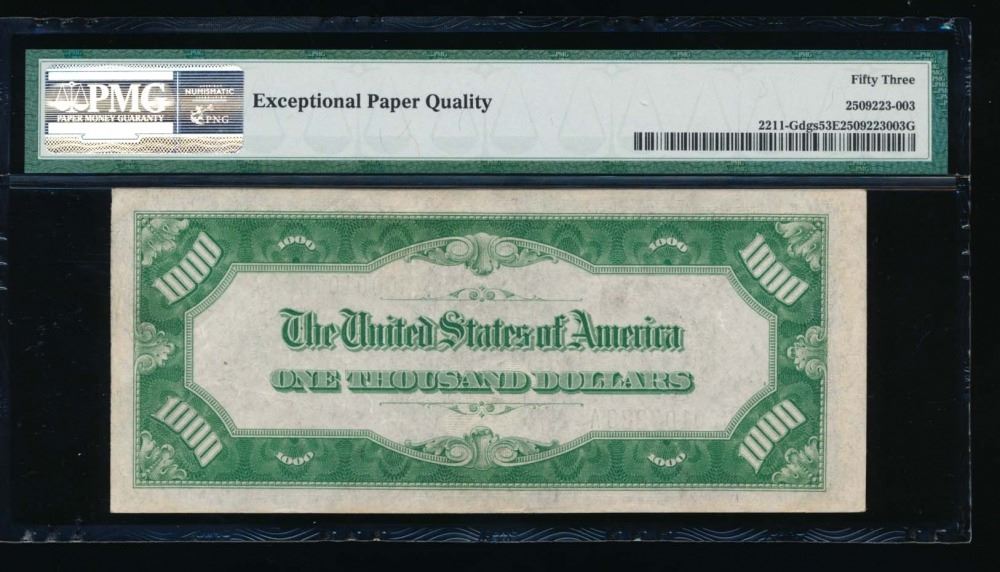 PMG
PAPER MONEY GUARANTY
NUMISMATIC
PNG
Exceptional Paper Quality
Fifty Three
2509223-003
2211-Gdgs53E2509223003G
1000
1000
1000
1000
The United States of America
ONE THOUSAND DOLLARS
1000
1000
1000
1000